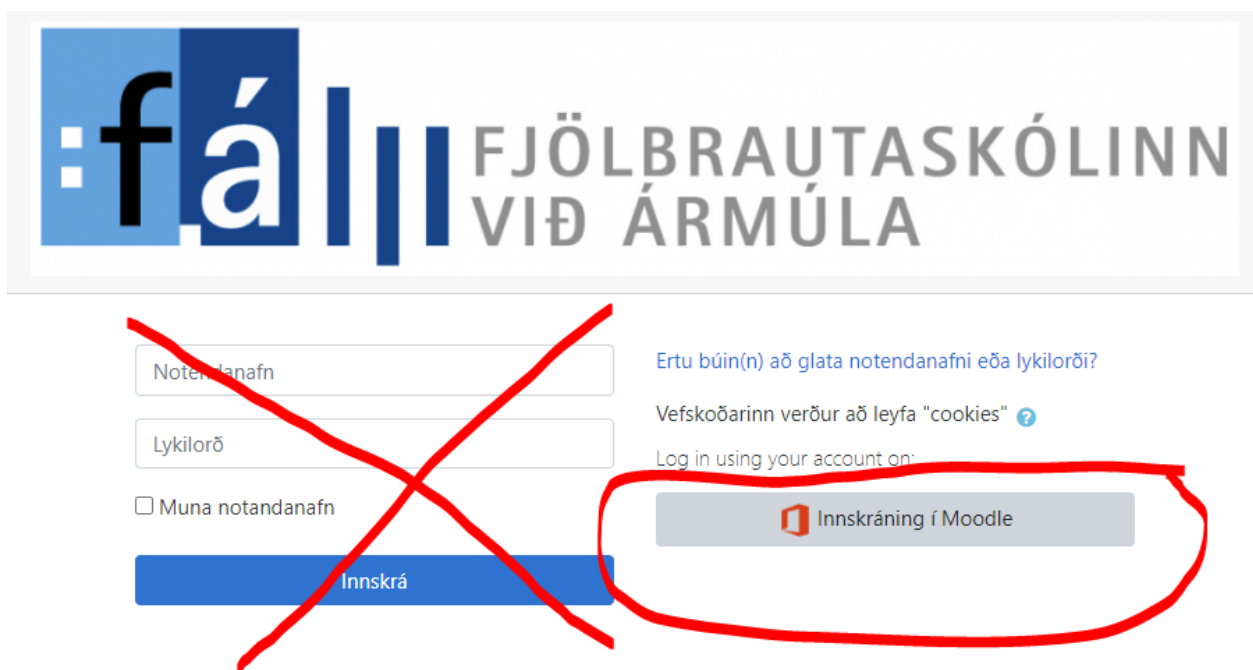 :fá
FJÖLBRAUTASKÓLINN
VIÐ ÁRMÚLA
Notendanafn
Lykilorð
Muna notandanafn
Innskrá
Ertu búin(n) að glata notendanafni eða lykilorði?
Vefskoðarinn verður að leyfa "cookies" ?
Log in using your account on:
Innskráning í Moodle